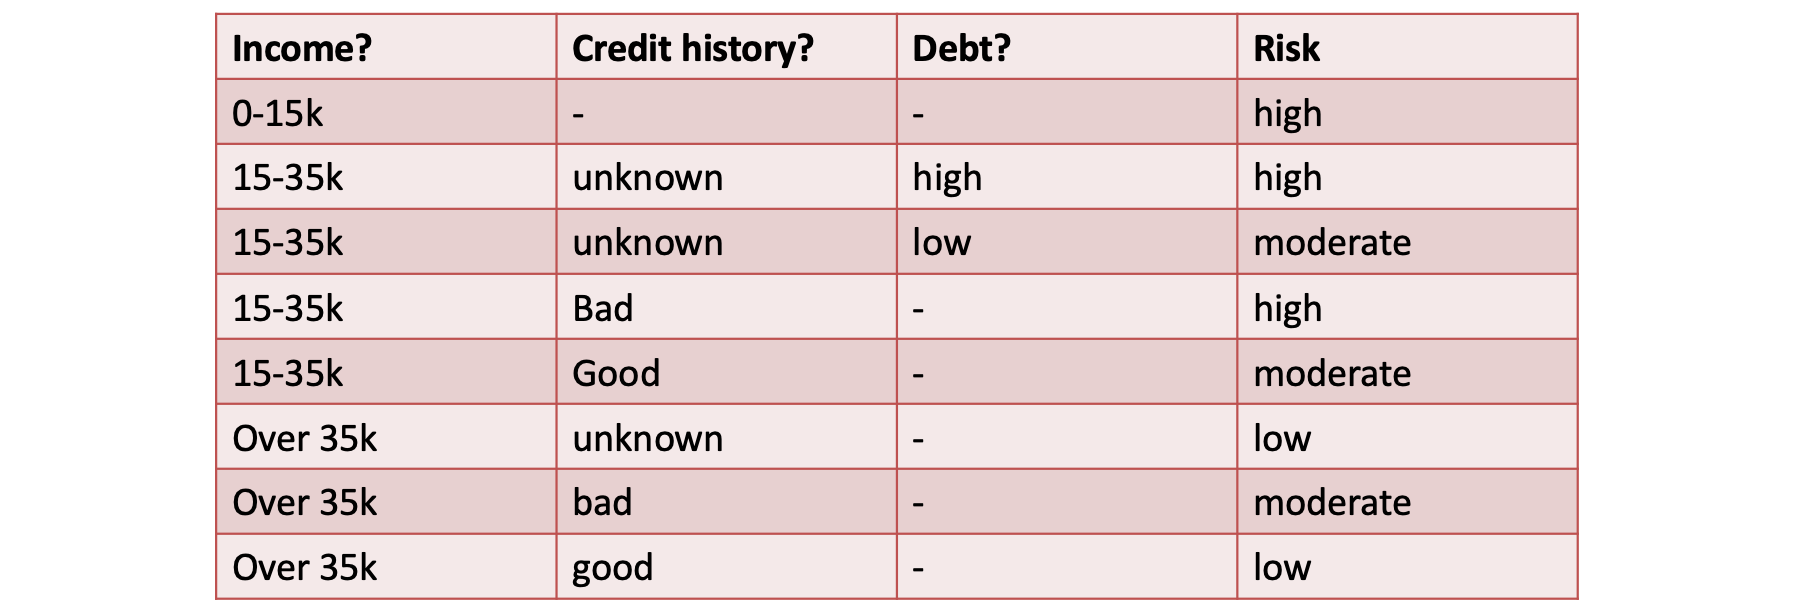 Income? Credit history? Debt? Risk
0-15k - - high
15-35k unknown high high
15-35k unknown low moderate
15-35k Bad - high
15-35k Good - moderate
Over 35k unknown - low
Over 35k bad - moderate
Over 35k good - low